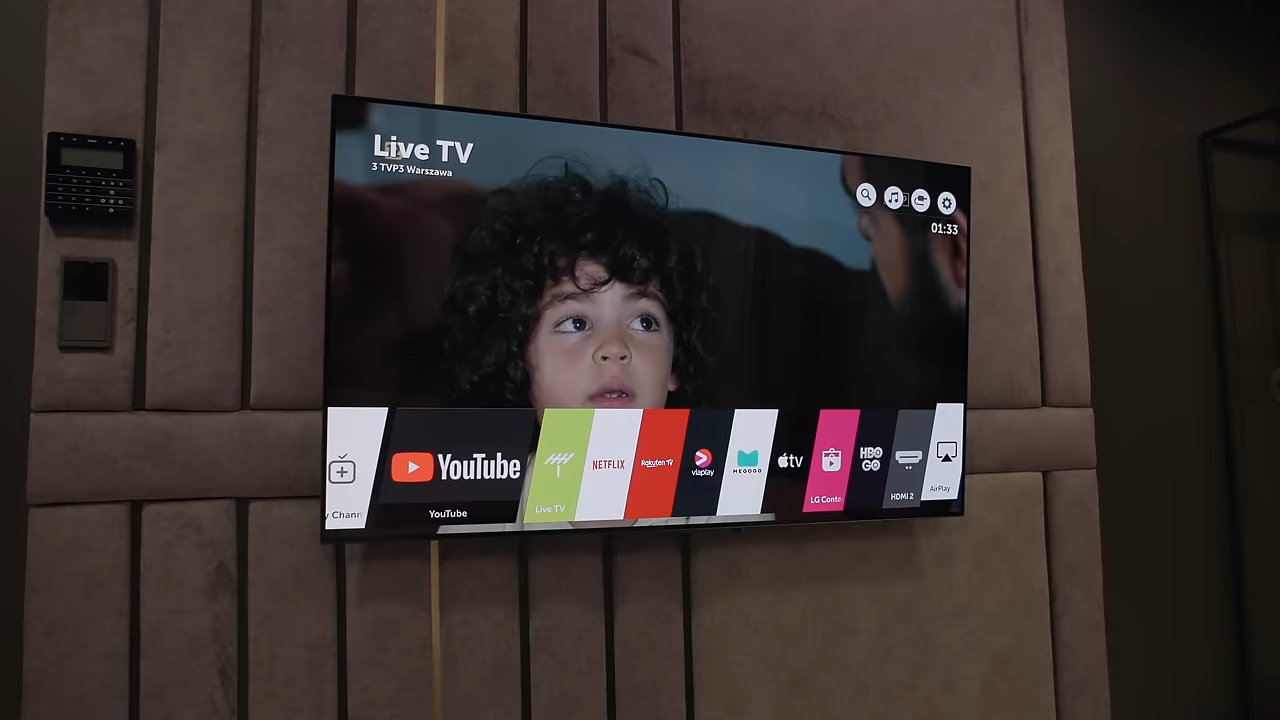 Live TV
3 TVP3 Warszawa
01:33
y Chann
YouTube
YouTube
Live TV
NETFLIX
Rakuten TV
viaplay
MEGOGO
tv
LG Conte
HBO
GO
HDMI 2
AirPlay